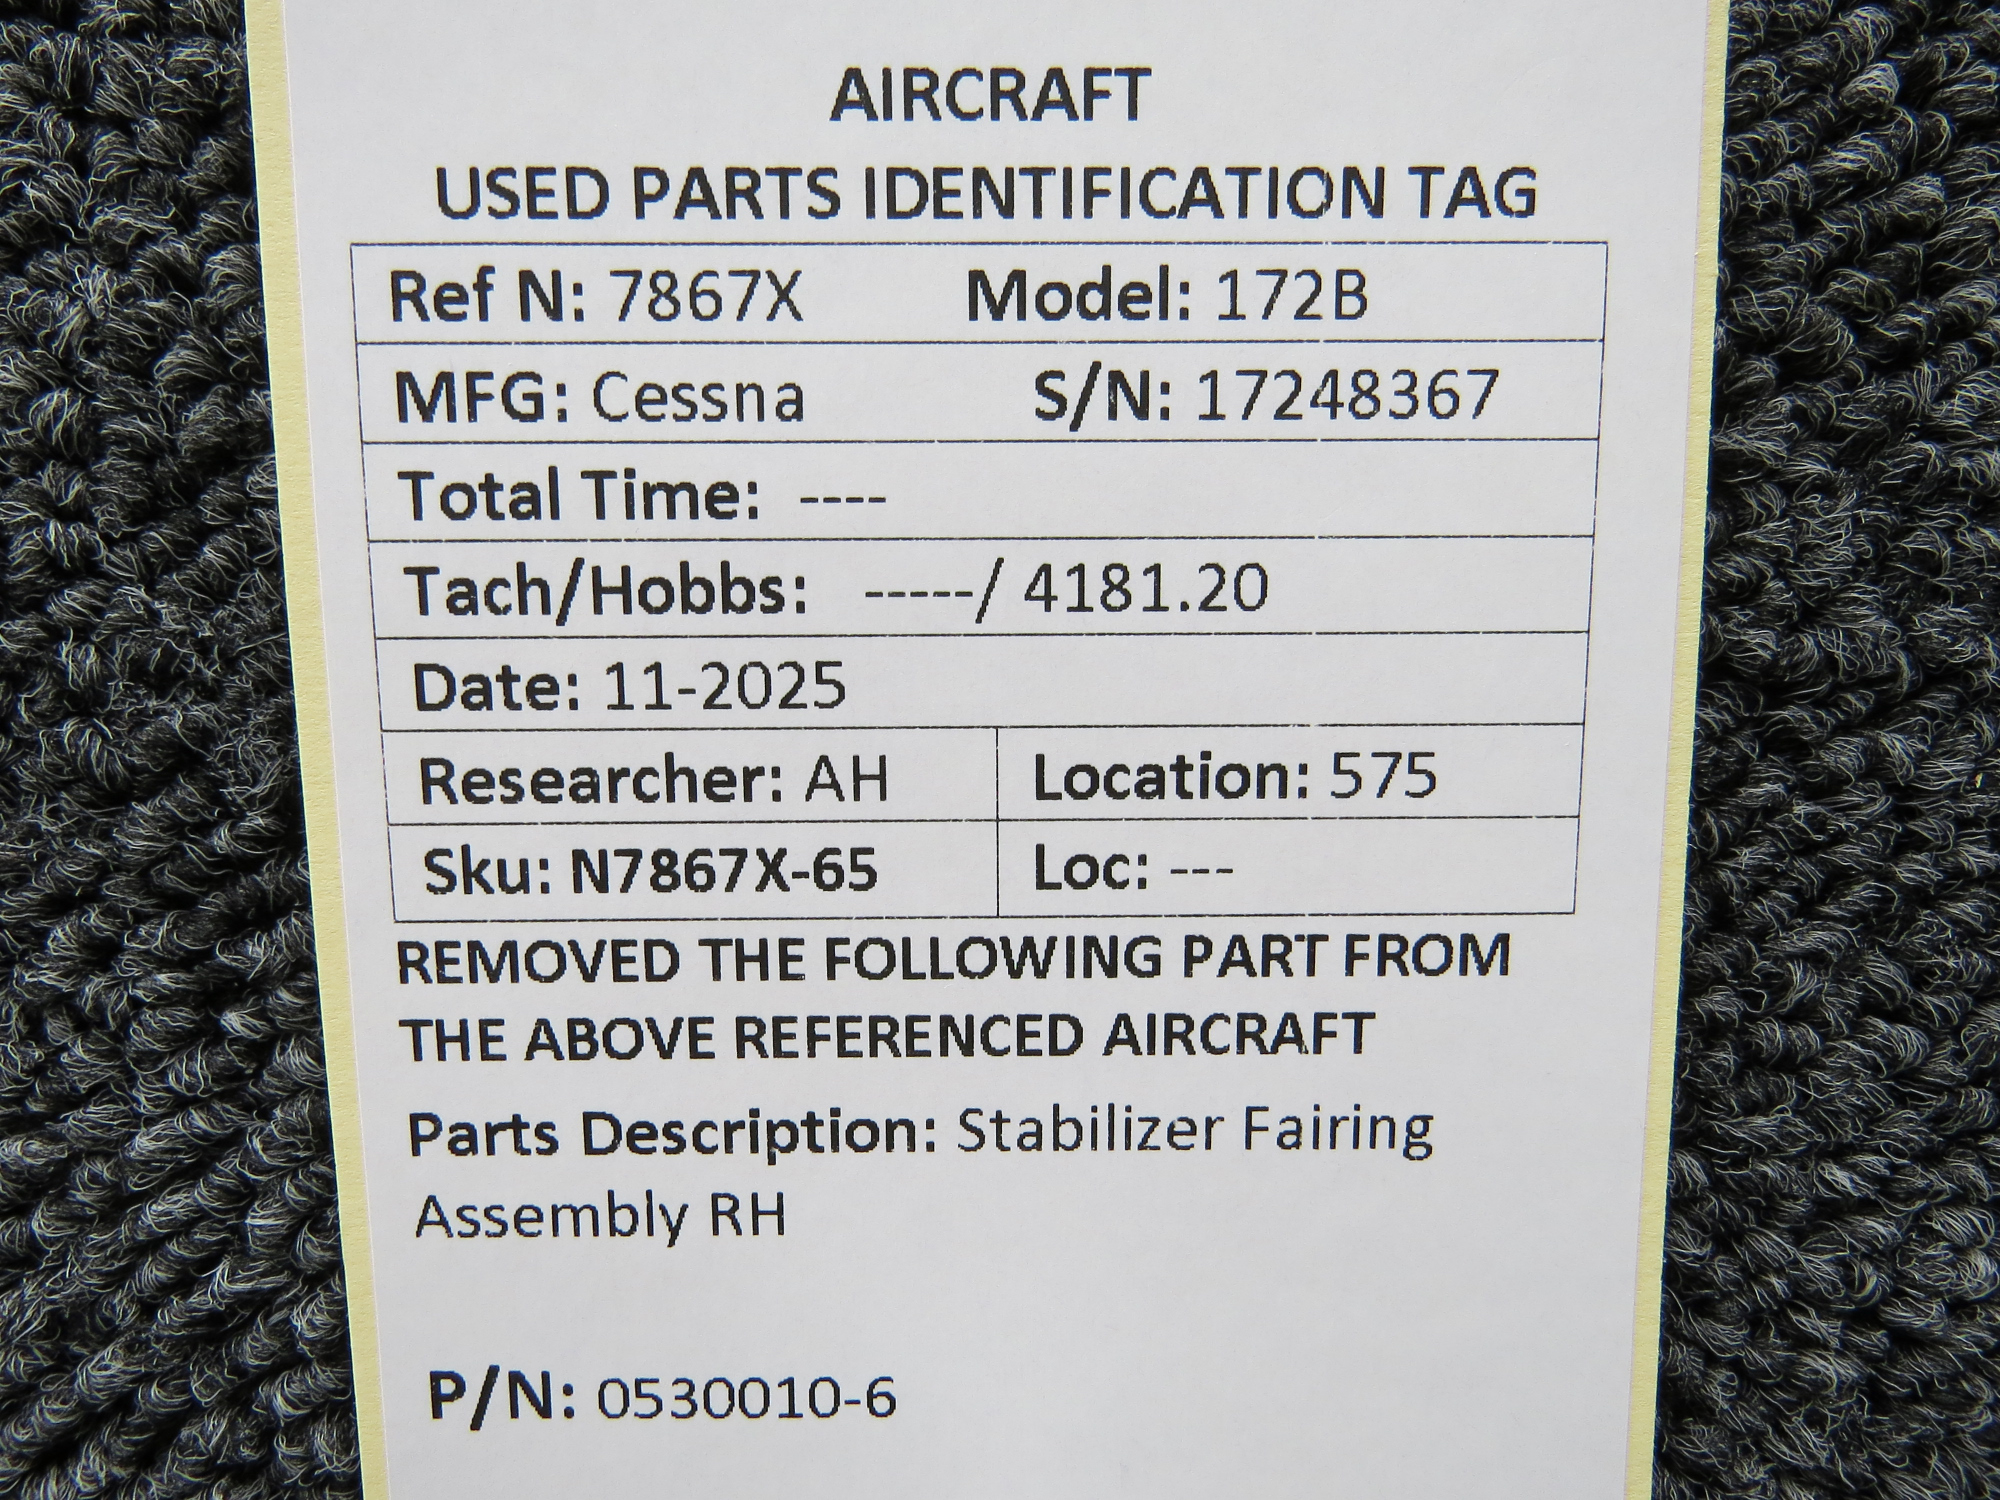 AIRCRAFT
USED PARTS IDENTIFICATION TAG
Ref N: 7867X Model: 172B
MFG: Cessna S/N: 17248367
Total Time: ----
Tach/Hobbs: -----/ 4181.20
Date: 11-2025
Researcher: AH Location: 575
Sku: N7867X-65 Loc: ---
REMOVED THE FOLLOWING PART FROM
THE ABOVE REFERENCED AIRCRAFT
Parts Description: Stabilizer Fairing
Assembly RH
P/N: 0530010-6